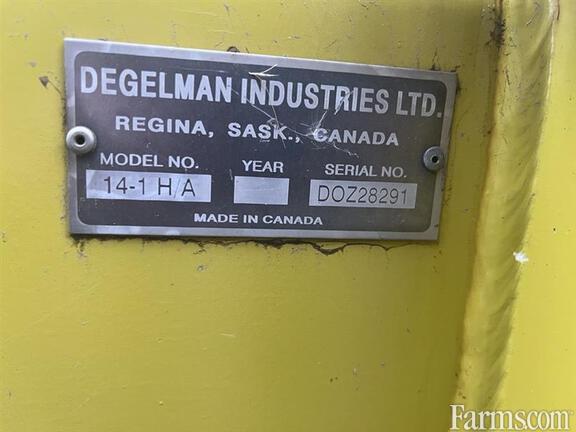 DEGELMAN INDUSTRIES LTD.
REGINA, SASK., CANADA
MODEL NO. YEAR SERIAL NO.
14-1 H/A DOZ28291
MADE IN CANADA
Farms.com